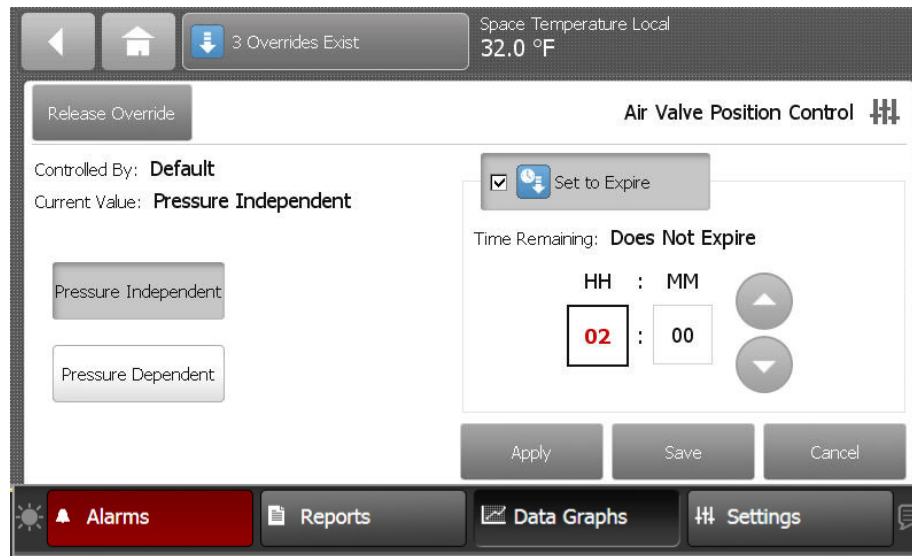 3 Overrides Exist
Space Temperature Local
32.0 °F
Release Override
Air Valve Position Control
Controlled By: Default
Current Value: Pressure Independent
Set to Expire
Time Remaining: Does Not Expire
HH : MM
02 : 00
Pressure Independent
Pressure Dependent
Apply
Save
Cancel
Alarms
Reports
Data Graphs
Settings